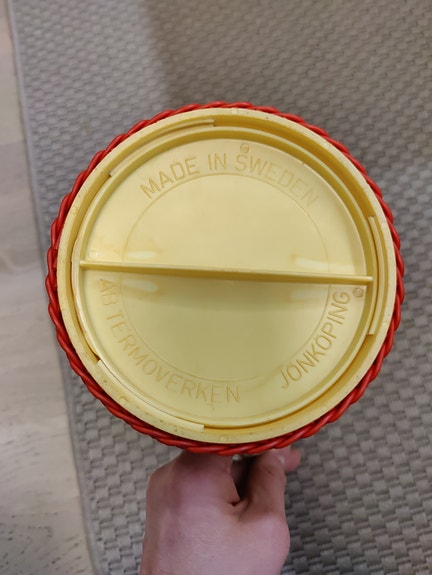 MADE IN SWEDEN
AB TERMOVERKEN JÖNKÖPING